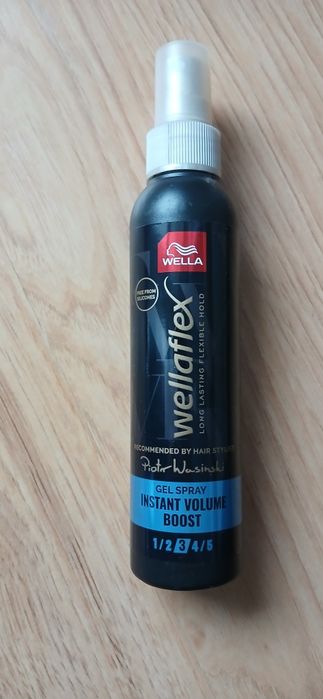 WELLA
FREE FROM
SILICONES
wellaflex
LONG LASTING FLEXIBLE HOLD
RECOMMENDED BY HAIR STYLIST
Piotr Wasiński
GEL SPRAY
INSTANT VOLUME
BOOST
1/2/3/4/5